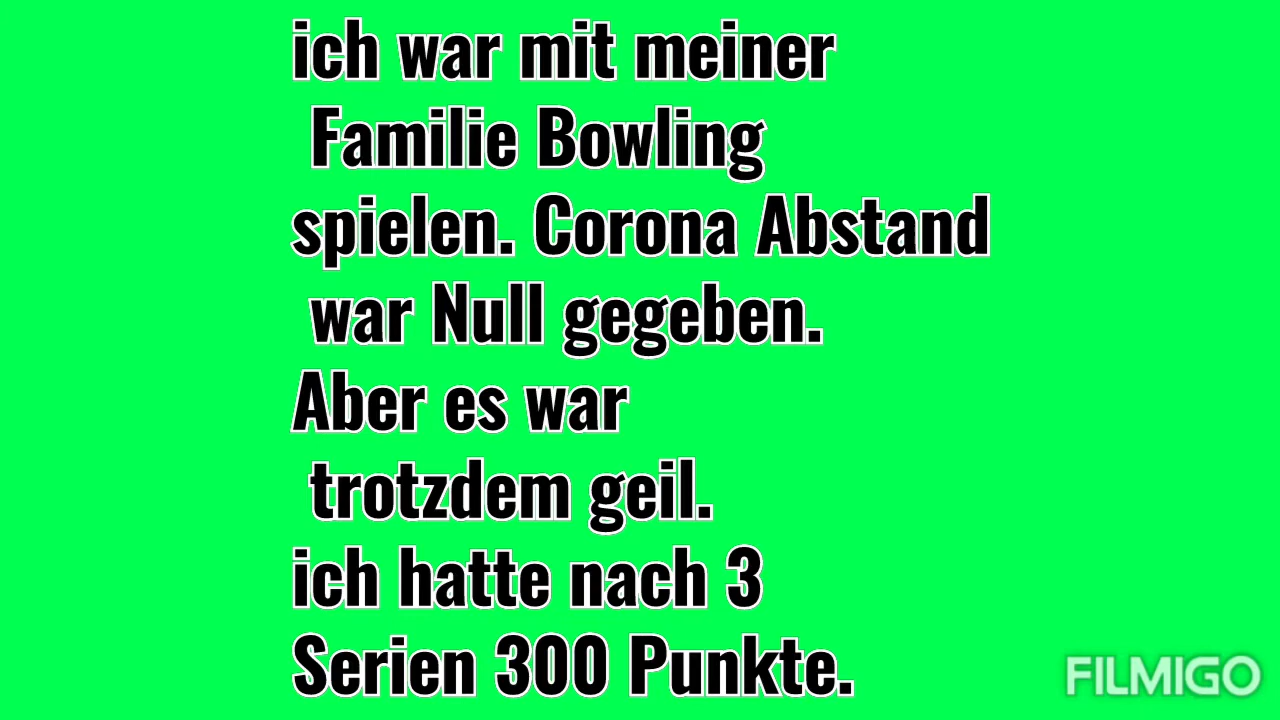 ich war mit meiner
Familie Bowling
spielen. Corona Abstand
war Null gegeben.
Aber es war
trotzdem geil.
ich hatte nach 3
Serien 300 Punkte.
FILMIGO